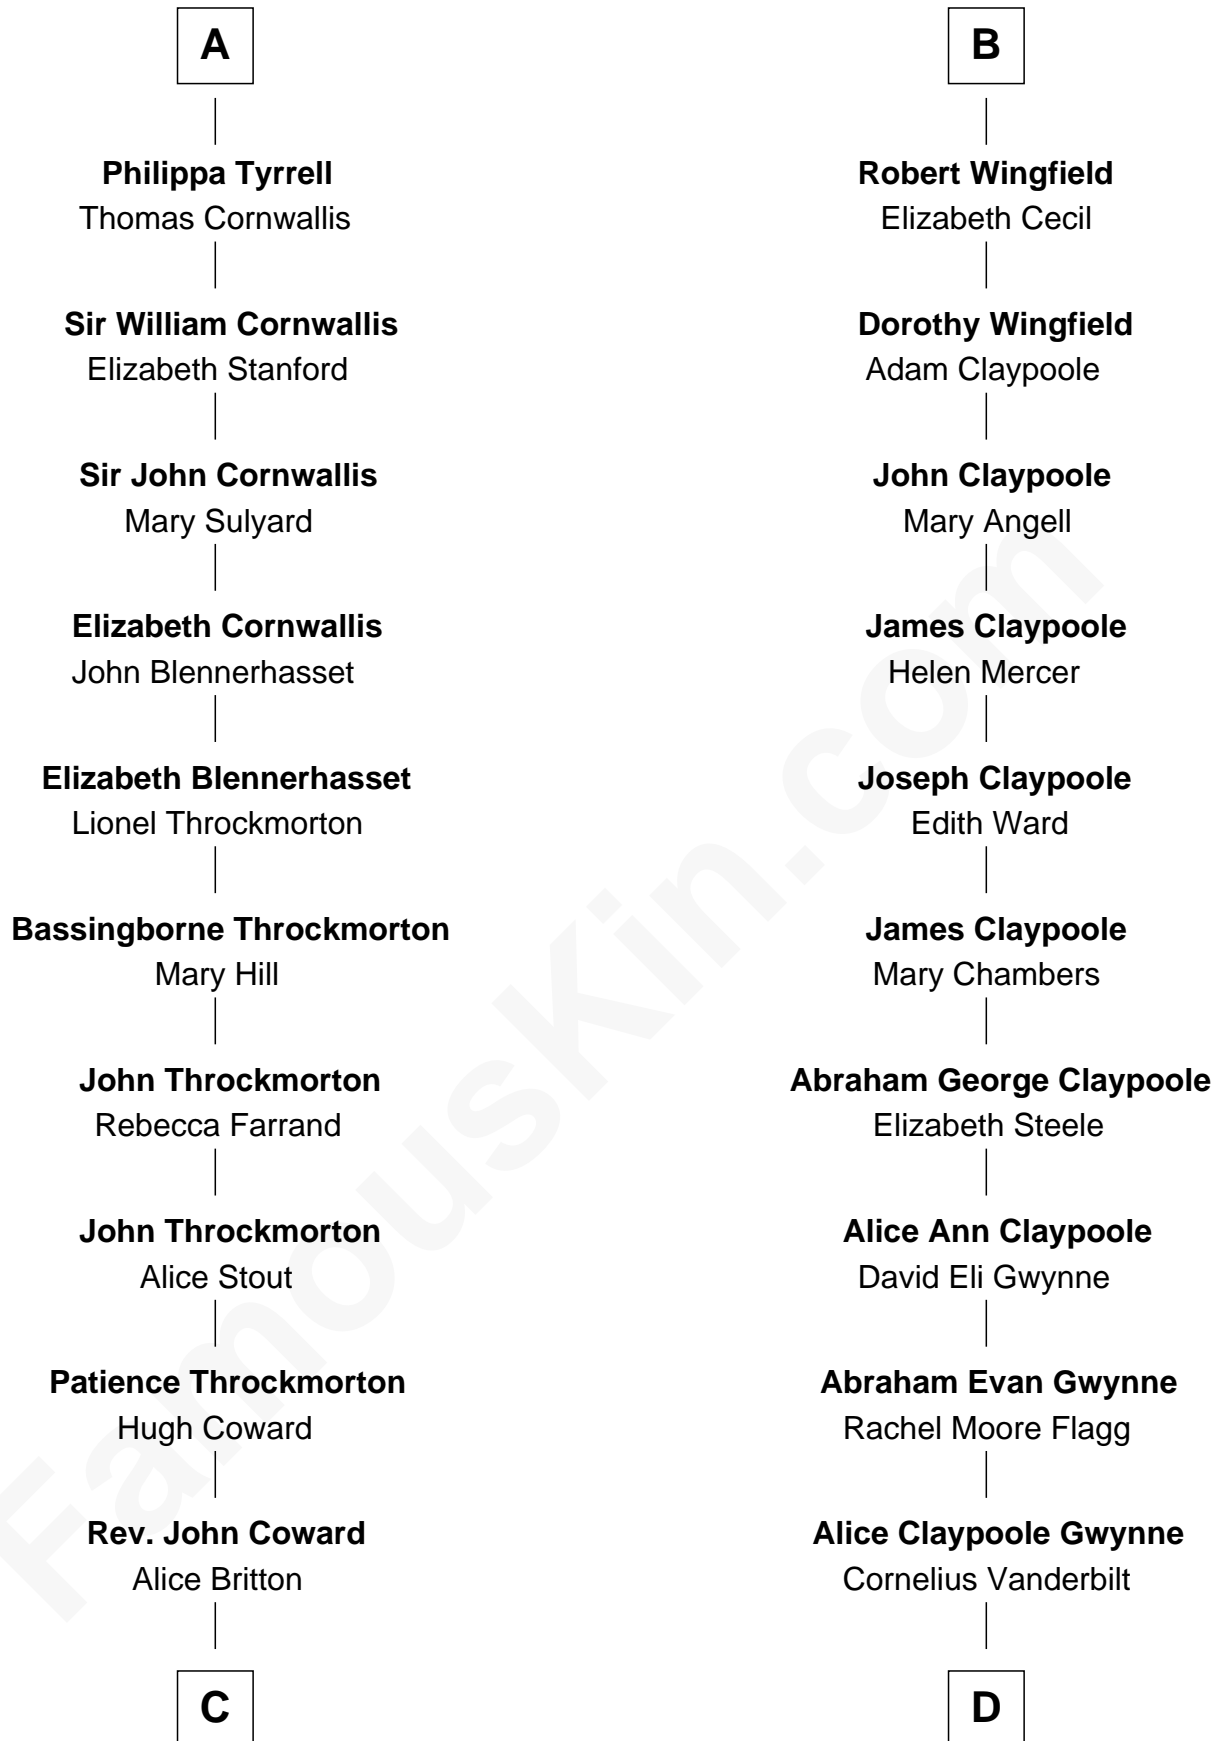 A
Philippa Tyrrell
Thomas Cornwallis
Sir William Cornwallis
Elizabeth Stanford
Sir John Cornwallis
Mary Sulyard
Elizabeth Cornwallis
John Blennerhasset
Elizabeth Blennerhasset
Lionel Throckmorton
Bassingborne Throckmorton
Mary Hill
John Throckmorton
Rebecca Farrand
John Throckmorton
Alice Stout
Patience Throckmorton
Hugh Coward
Rev. John Coward
Alice Britton
C
B
Robert Wingfield
Elizabeth Cecil
Dorothy Wingfield
Adam Claypoole
John Claypoole
Mary Angell
James Claypoole
Helen Mercer
Joseph Claypoole
Edith Ward
James Claypoole
Mary Chambers
Abraham George Claypoole
Elizabeth Steele
Alice Ann Claypoole
David Eli Gwynne
Abraham Evan Gwynne
Rachel Moore Flagg
Alice Claypoole Gwynne
Cornelius Vanderbilt
D
FamousKin.com